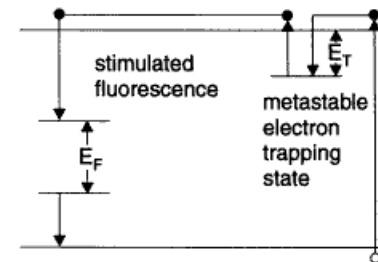 stimulated
fluorescence
E_T
metastable
electron
trapping
state
E_F